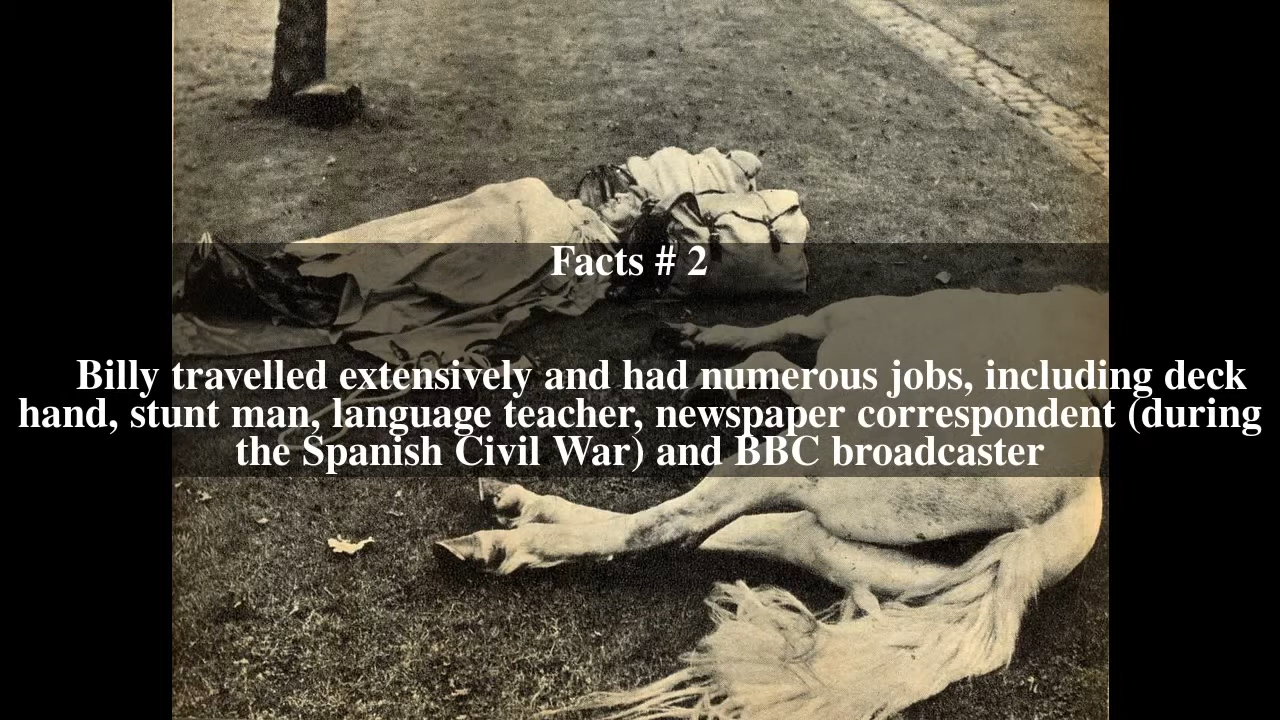 Facts # 2
Billy travelled extensively and had numerous jobs, including deck
hand, stunt man, language teacher, newspaper correspondent (during
the Spanish Civil War) and BBC broadcaster